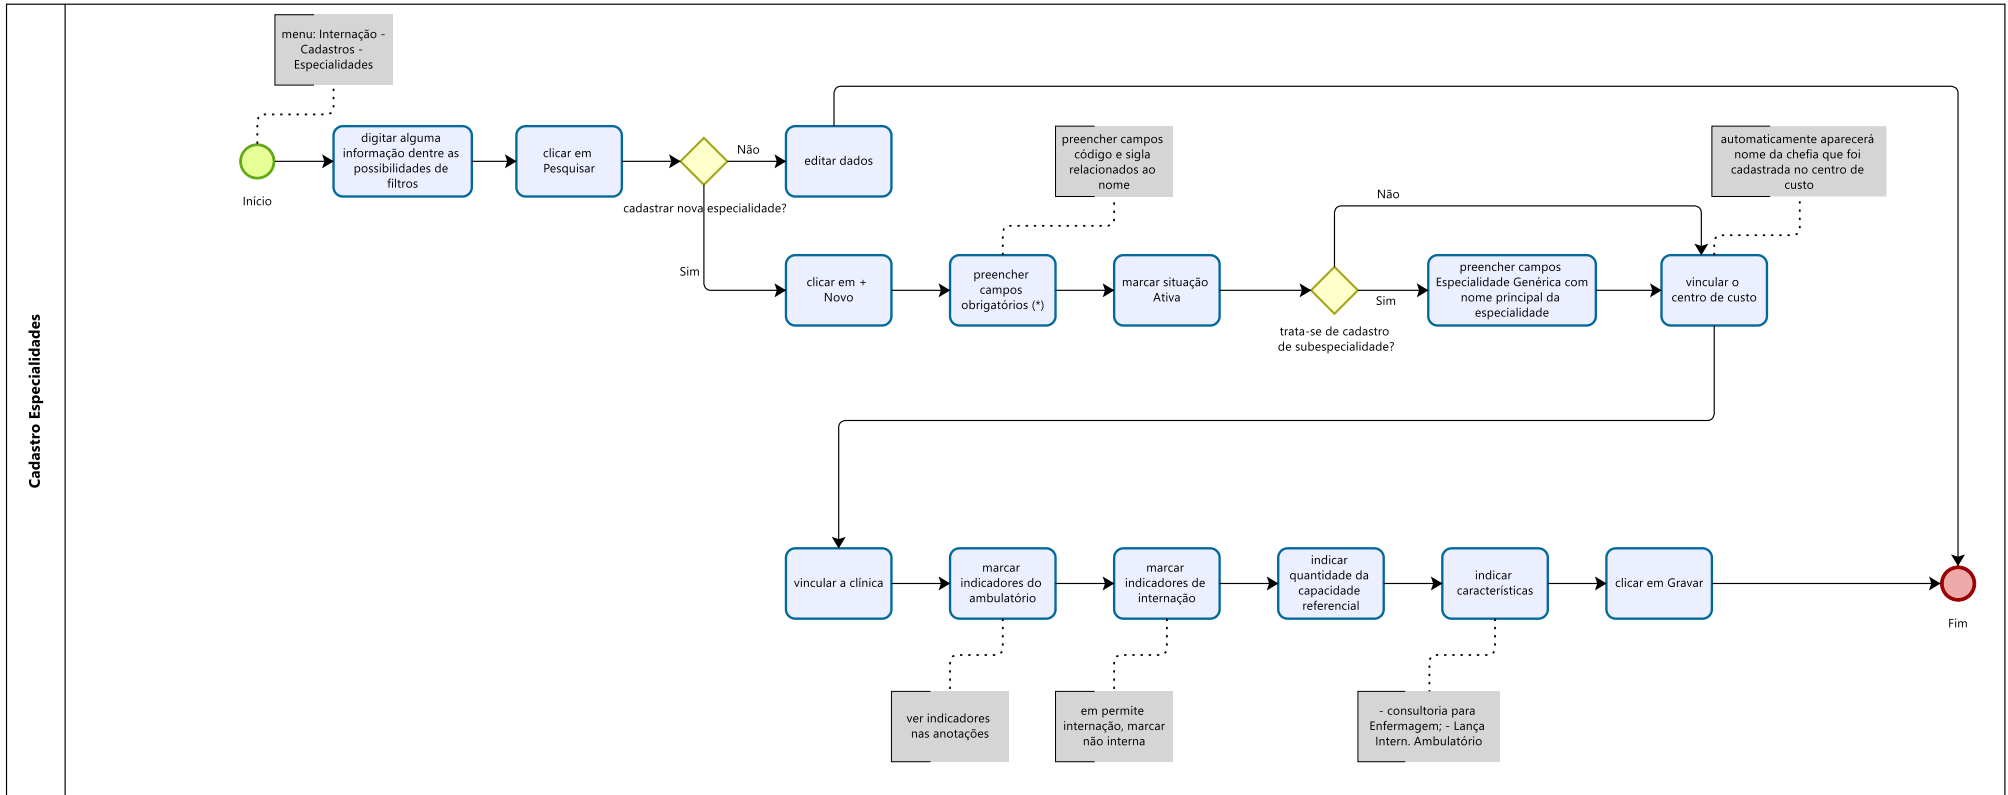 Cadastro Especialidades
menu: Internação -
Cadastros -
Especialidades
Início
digitar alguma
informação dentre as
possibilidades de
filtros
clicar em
Pesquisar
cadastrar nova especialidade?
Não
editar dados
Sim
clicar em +
Novo
preencher
campos
obrigatórios (*)
preencher campos
código e sigla
relacionados ao
nome
marcar situação
Ativa
trata-se de cadastro
de subespecialidade?
Não
Sim
preencher campos
Especialidade Genérica com
nome principal da
especialidade
vincular o
centro de custo
automaticamente aparecerá
nome da chefia que foi
cadastrada no centro de
custo
vincular a clínica
marcar
indicadores do
ambulatório
ver indicadores
nas anotações
marcar
indicadores de
internação
em permite
internação, marcar
não interna
indicar
quantidade da
capacidade
referencial
indicar
características
- consultoria para
Enfermagem; - Lança
Intern. Ambulatório
clicar em Gravar
Fim